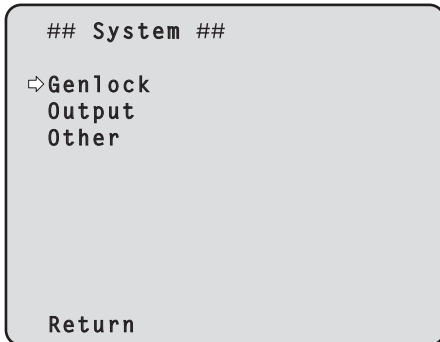 ## System ##
⇨Genlock
Output
Other
Return